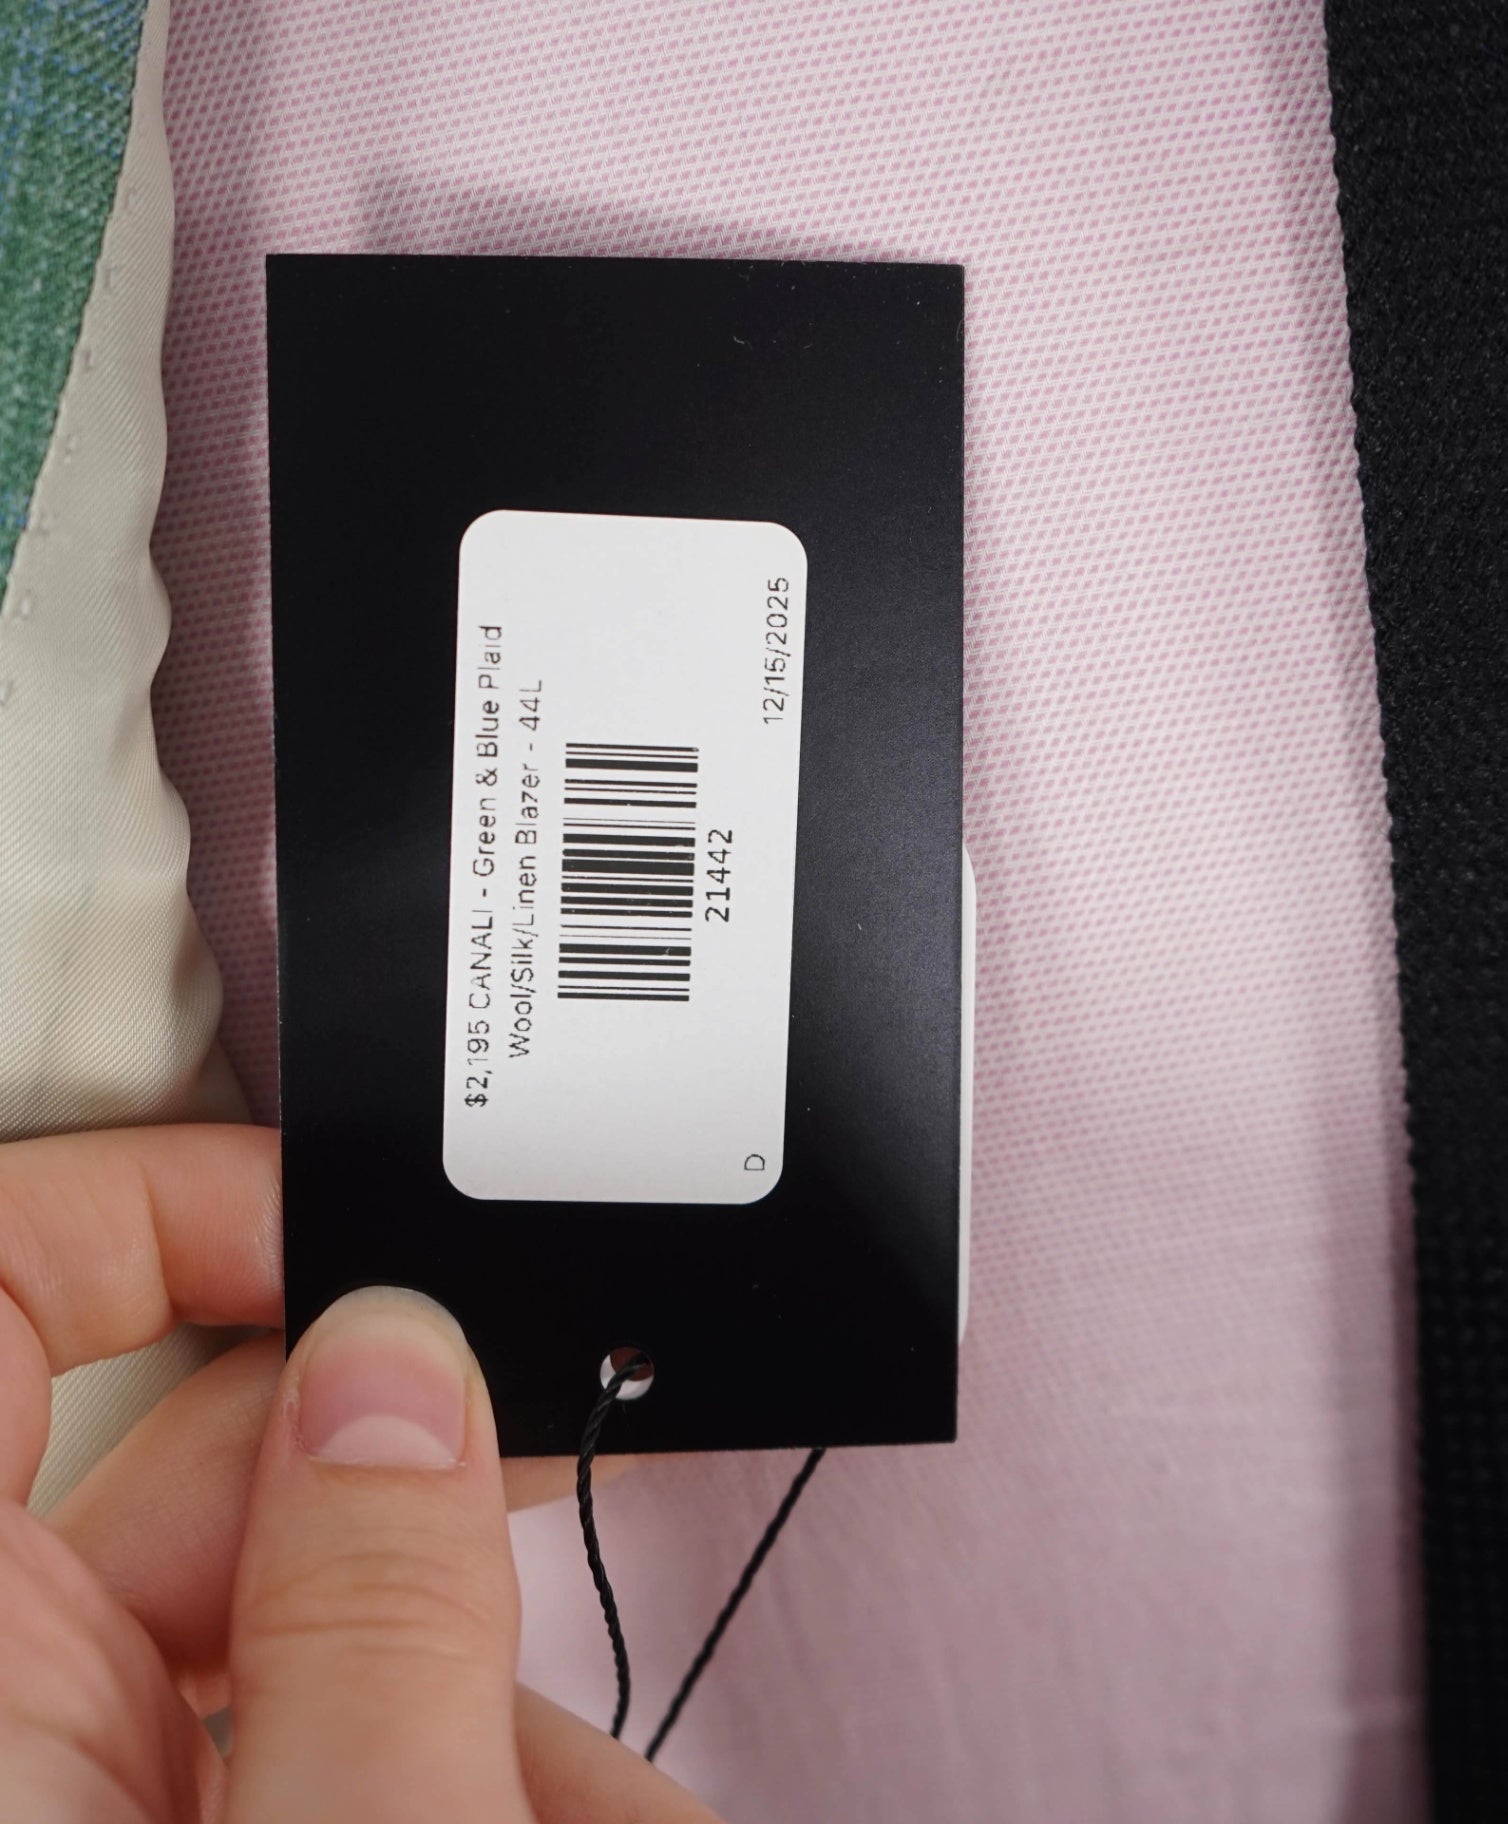 $2,195 CANALI - Green & Blue Plaid
Wool/Silk/Linen Blazer - 44L
21442
D 12/15/2025